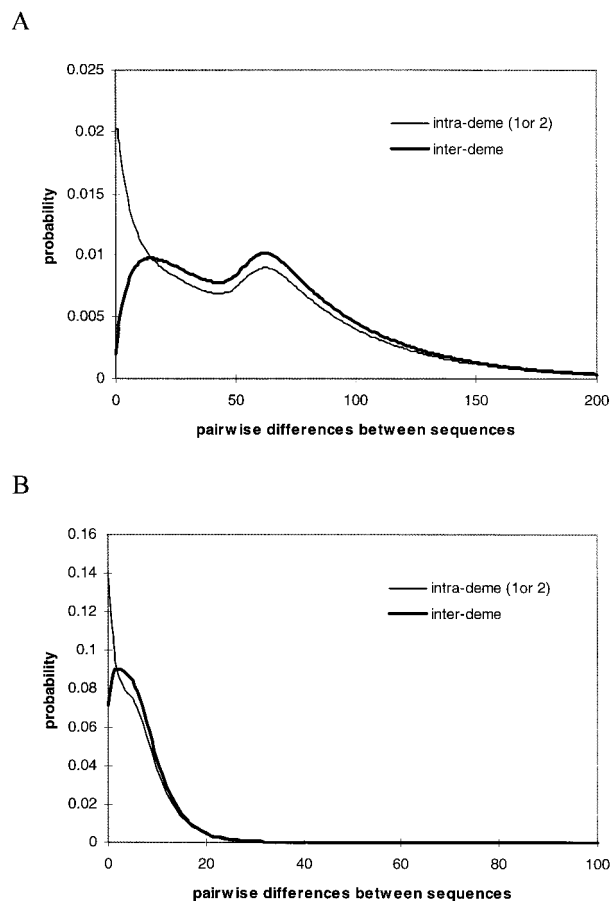 A
0.025
0.02
0.015
0.01
0.005
0
probability
intra-deme (1or 2)
inter-deme
0 50 100 150 200
pairwise differences between sequences
B
0.16
0.14
0.12
0.1
0.08
0.06
0.04
0.02
0
probability
intra-deme (1or 2)
inter-deme
0 20 40 60 80 100
pairwise differences between sequences